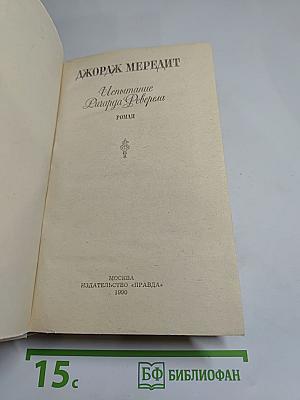 ДЖОРДЖ МЕРЕДИТ
Испытание
Ричарда Феверела
РОМАН
МОСКВА
ИЗДАТЕЛЬСТВО «ПРАВДА»
1990
15с
БФ БИБЛИОФАН